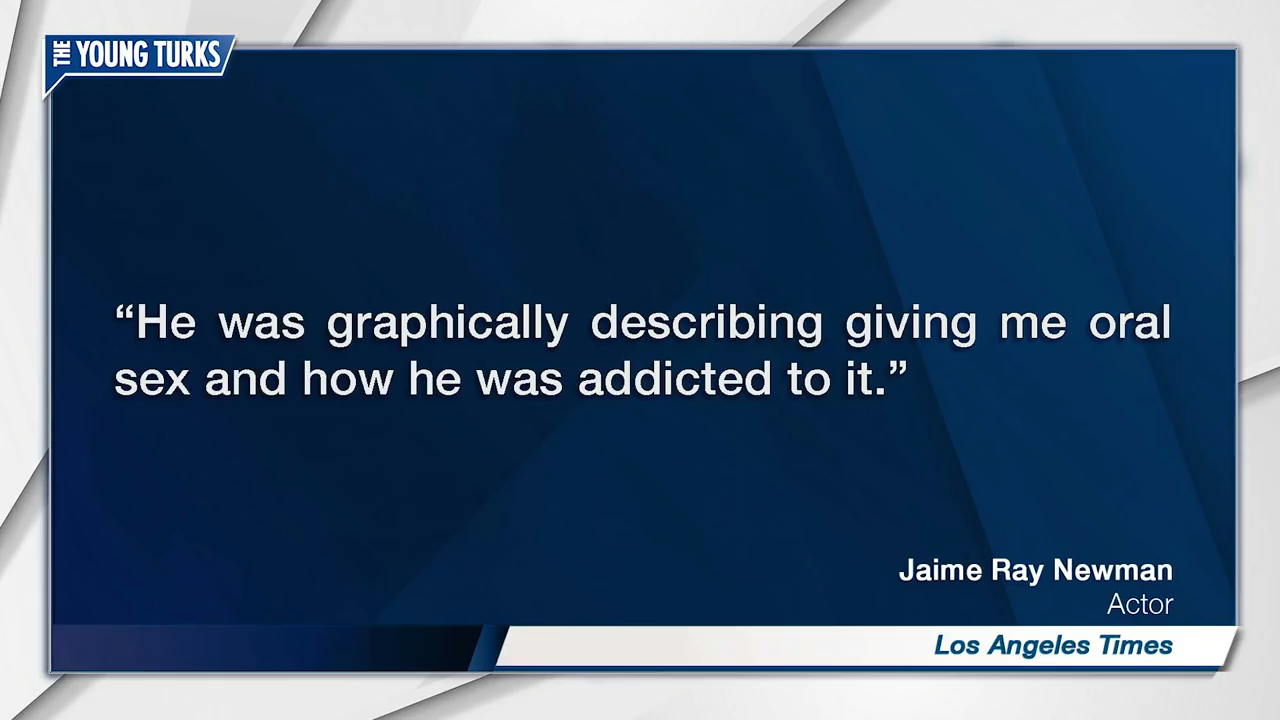 THE YOUNG TURKS
“He was graphically describing giving me oral
sex and how he was addicted to it.”
Jaime Ray Newman
Actor
Los Angeles Times